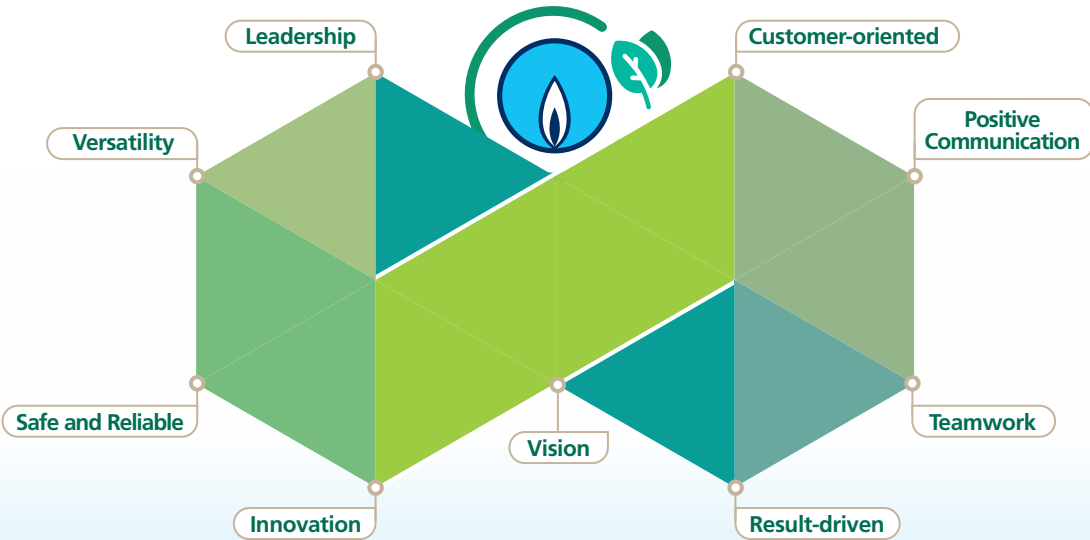 Leadership
Customer-oriented
Versatility
Positive
Communication
Safe and Reliable
Vision
Teamwork
Innovation
Result-driven